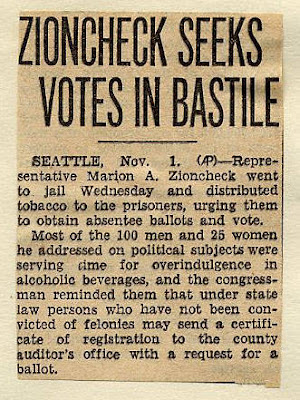 ZIONCHECK SEEKS
VOTES IN BASTILE
SEATTLE, Nov. 1. (AP)—Repre-
sentative Marion A. Zioncheck went
to jail Wednesday and distributed
tobacco to the prisoners, urging them
to obtain absentee ballots and vote.
Most of the 100 men and 25 women
he addressed on political subjects were
serving time for overindulgence in
alcoholic beverages, and the congress-
man reminded them that under state
law persons who have not been con-
victed of felonies may send a certifi-
cate of registration to the county
auditor's office with a request for a
ballot.